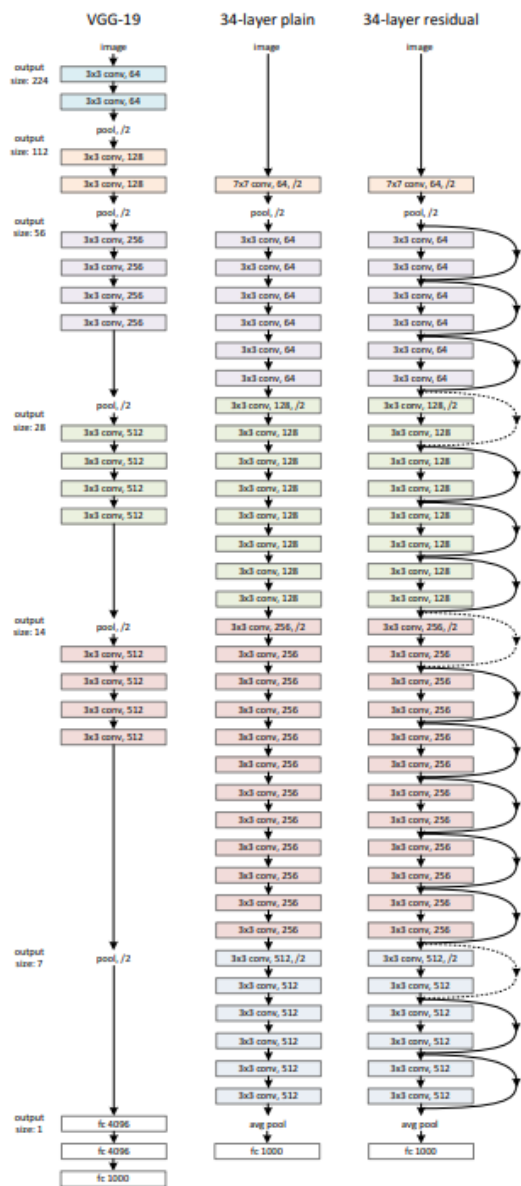 output
size: 224
output
size: 112
output
size: 56
output
size: 28
output
size: 14
output
size: 7
output
size: 1
VGG-19
image
3x3 conv, 64
3x3 conv, 64
pool, /2
3x3 conv, 128
3x3 conv, 128
pool, /2
3x3 conv, 256
3x3 conv, 256
3x3 conv, 256
3x3 conv, 256
pool, /2
3x3 conv, 512
3x3 conv, 512
3x3 conv, 512
3x3 conv, 512
pool, /2
3x3 conv, 512
3x3 conv, 512
3x3 conv, 512
3x3 conv, 512
pool, /2
fc 4096
fc 4096
fc 1000
34-layer plain
image
7x7 conv, 64, /2
pool, /2
3x3 conv, 64
3x3 conv, 64
3x3 conv, 64
3x3 conv, 64
3x3 conv, 64
3x3 conv, 64
3x3 conv, 128, /2
3x3 conv, 128
3x3 conv, 128
3x3 conv, 128
3x3 conv, 128
3x3 conv, 128
3x3 conv, 128
3x3 conv, 128
3x3 conv, 256, /2
3x3 conv, 256
3x3 conv, 256
3x3 conv, 256
3x3 conv, 256
3x3 conv, 256
3x3 conv, 256
3x3 conv, 256
3x3 conv, 256
3x3 conv, 256
3x3 conv, 256
3x3 conv, 256
3x3 conv, 512, /2
3x3 conv, 512
3x3 conv, 512
3x3 conv, 512
3x3 conv, 512
3x3 conv, 512
avg pool
fc 1000
34-layer residual
image
7x7 conv, 64, /2
pool, /2
3x3 conv, 64
3x3 conv, 64
3x3 conv, 64
3x3 conv, 64
3x3 conv, 64
3x3 conv, 64
3x3 conv, 128, /2
3x3 conv, 128
3x3 conv, 128
3x3 conv, 128
3x3 conv, 128
3x3 conv, 128
3x3 conv, 128
3x3 conv, 128
3x3 conv, 256, /2
3x3 conv, 256
3x3 conv, 256
3x3 conv, 256
3x3 conv, 256
3x3 conv, 256
3x3 conv, 256
3x3 conv, 256
3x3 conv, 256
3x3 conv, 256
3x3 conv, 256
3x3 conv, 256
3x3 conv, 512, /2
3x3 conv, 512
3x3 conv, 512
3x3 conv, 512
3x3 conv, 512
3x3 conv, 512
avg pool
fc 1000